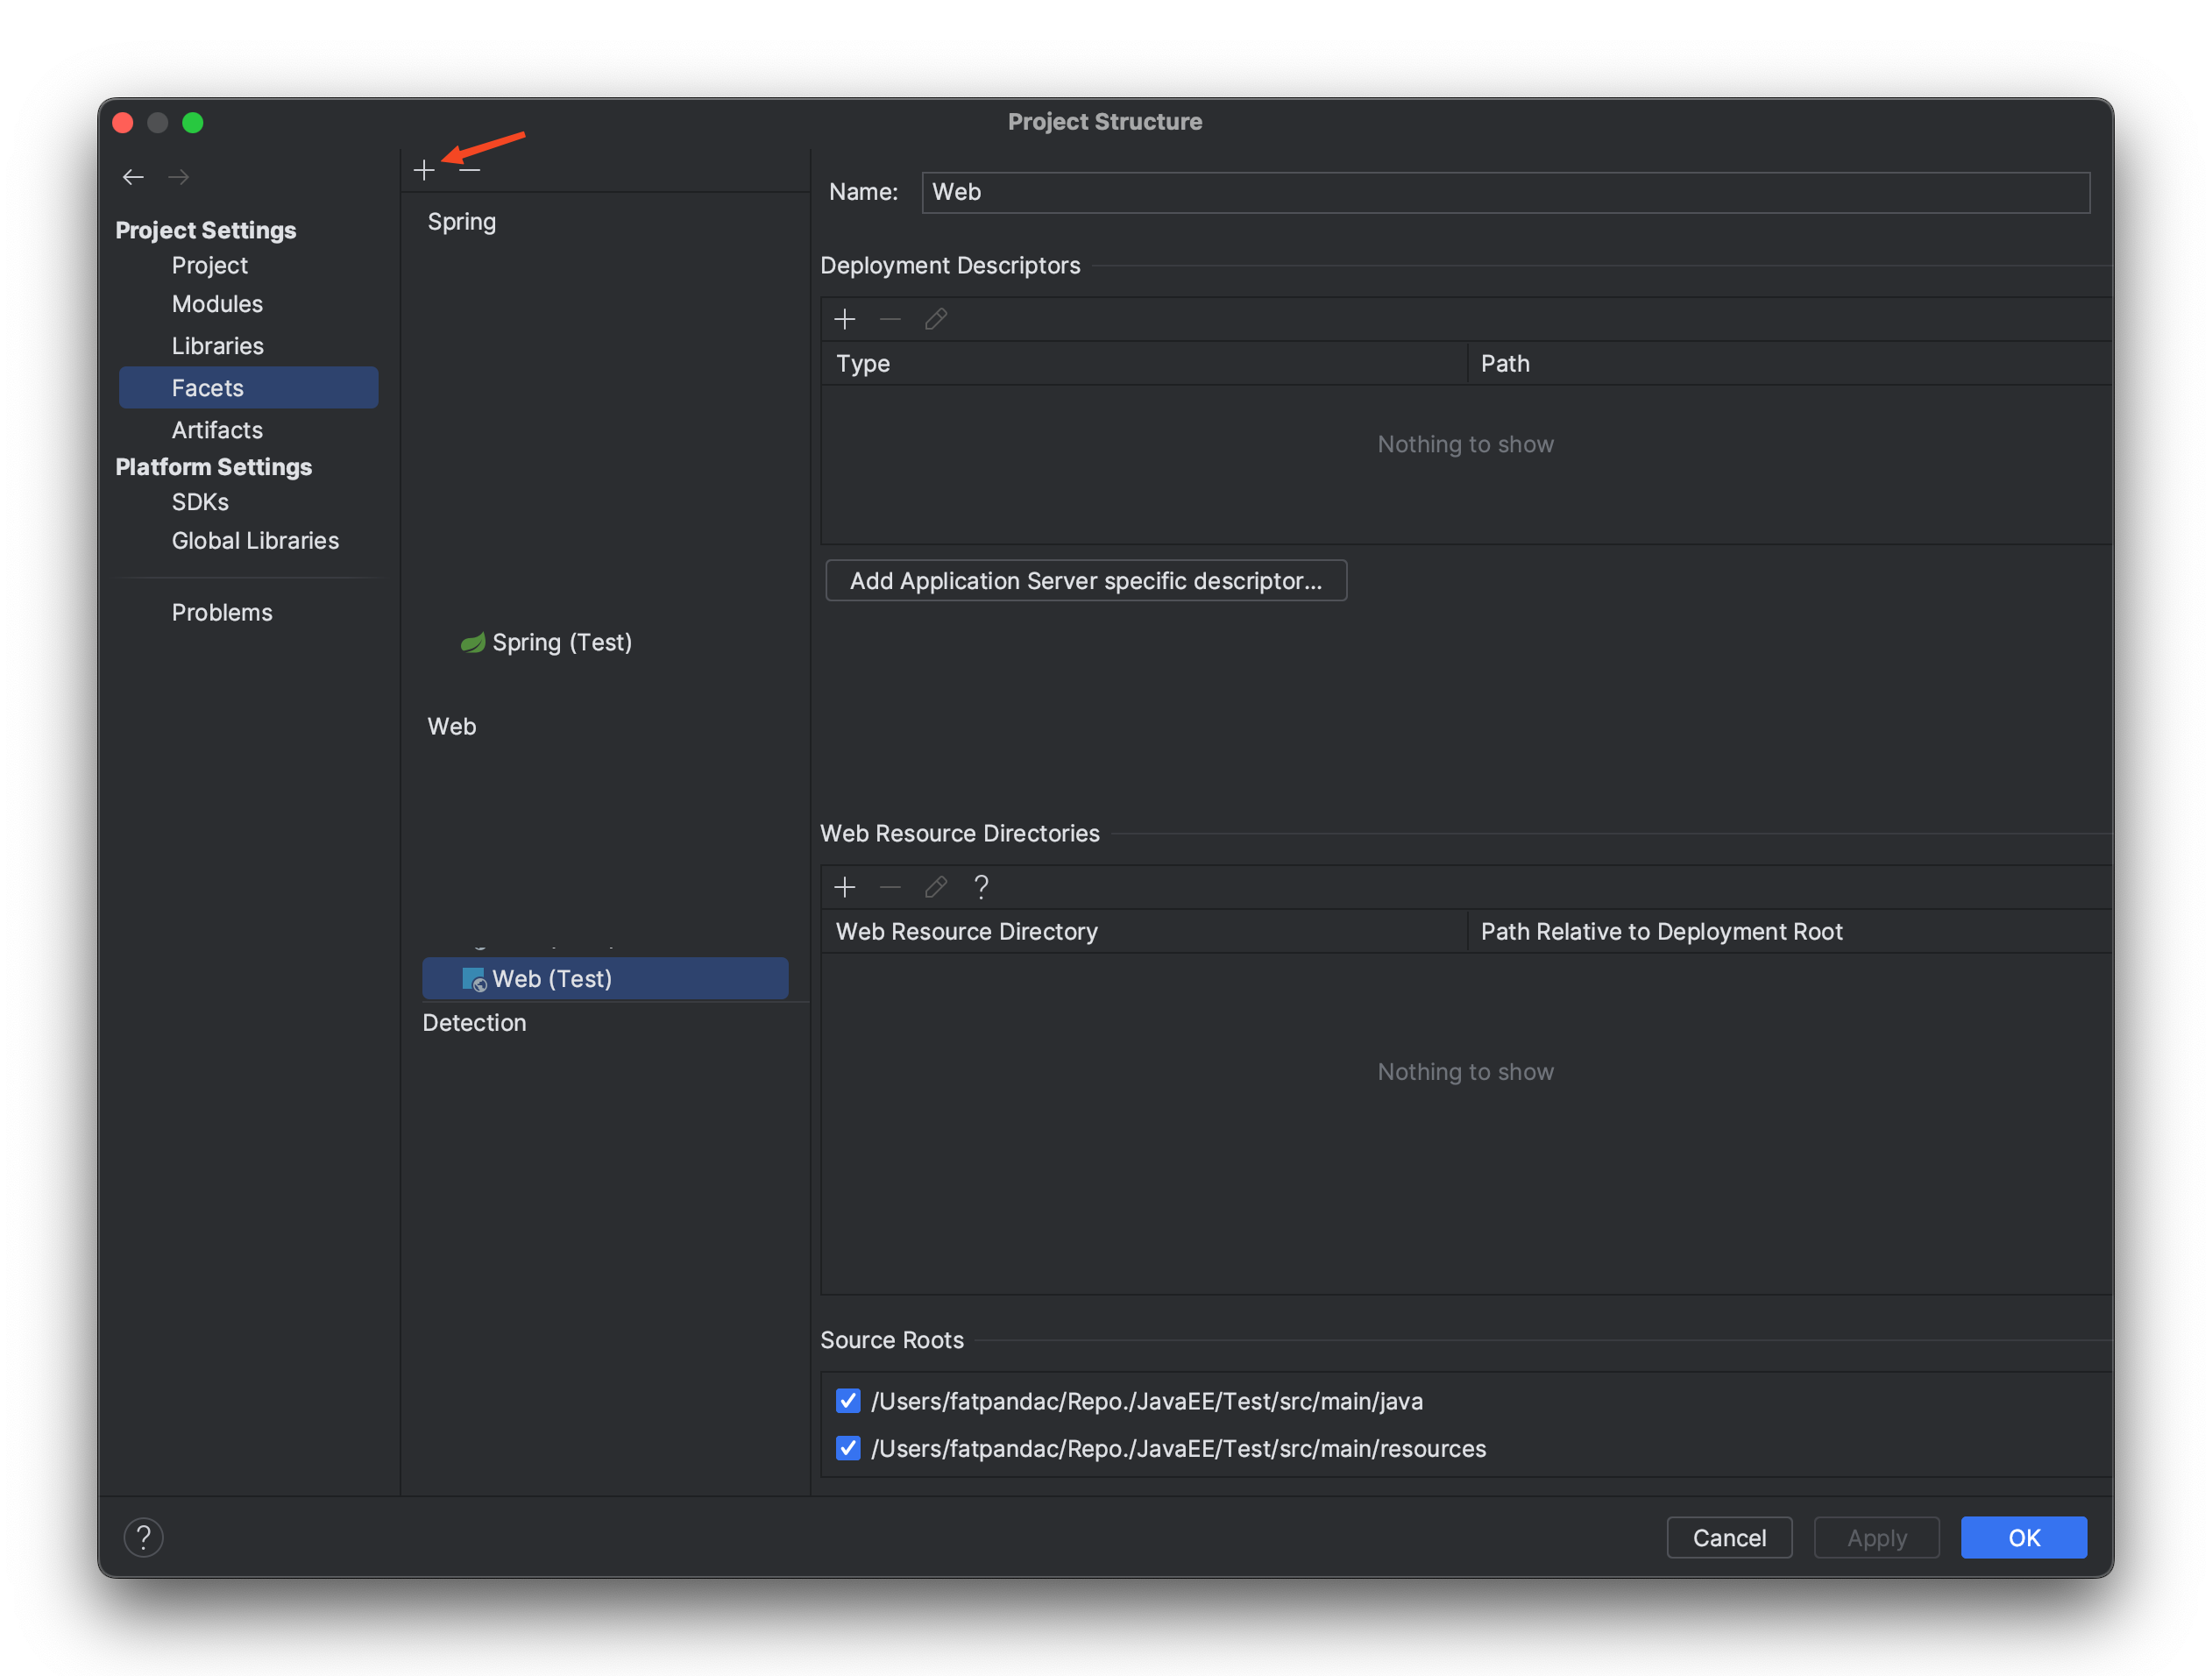 Project Structure
Project Settings
Project
Modules
Libraries
Facets
Artifacts
Platform Settings
SDKs
Global Libraries
Problems
Spring
Spring (Test)
Web
Web (Test)
Detection
Name: Web
Deployment Descriptors
Type Path
Nothing to show
Add Application Server specific descriptor...
Web Resource Directories
?
Web Resource Directory Path Relative to Deployment Root
Nothing to show
Source Roots
/Users/fatpandac/Repo./JavaEE/Test/src/main/java
/Users/fatpandac/Repo./JavaEE/Test/src/main/resources
?
Cancel Apply OK